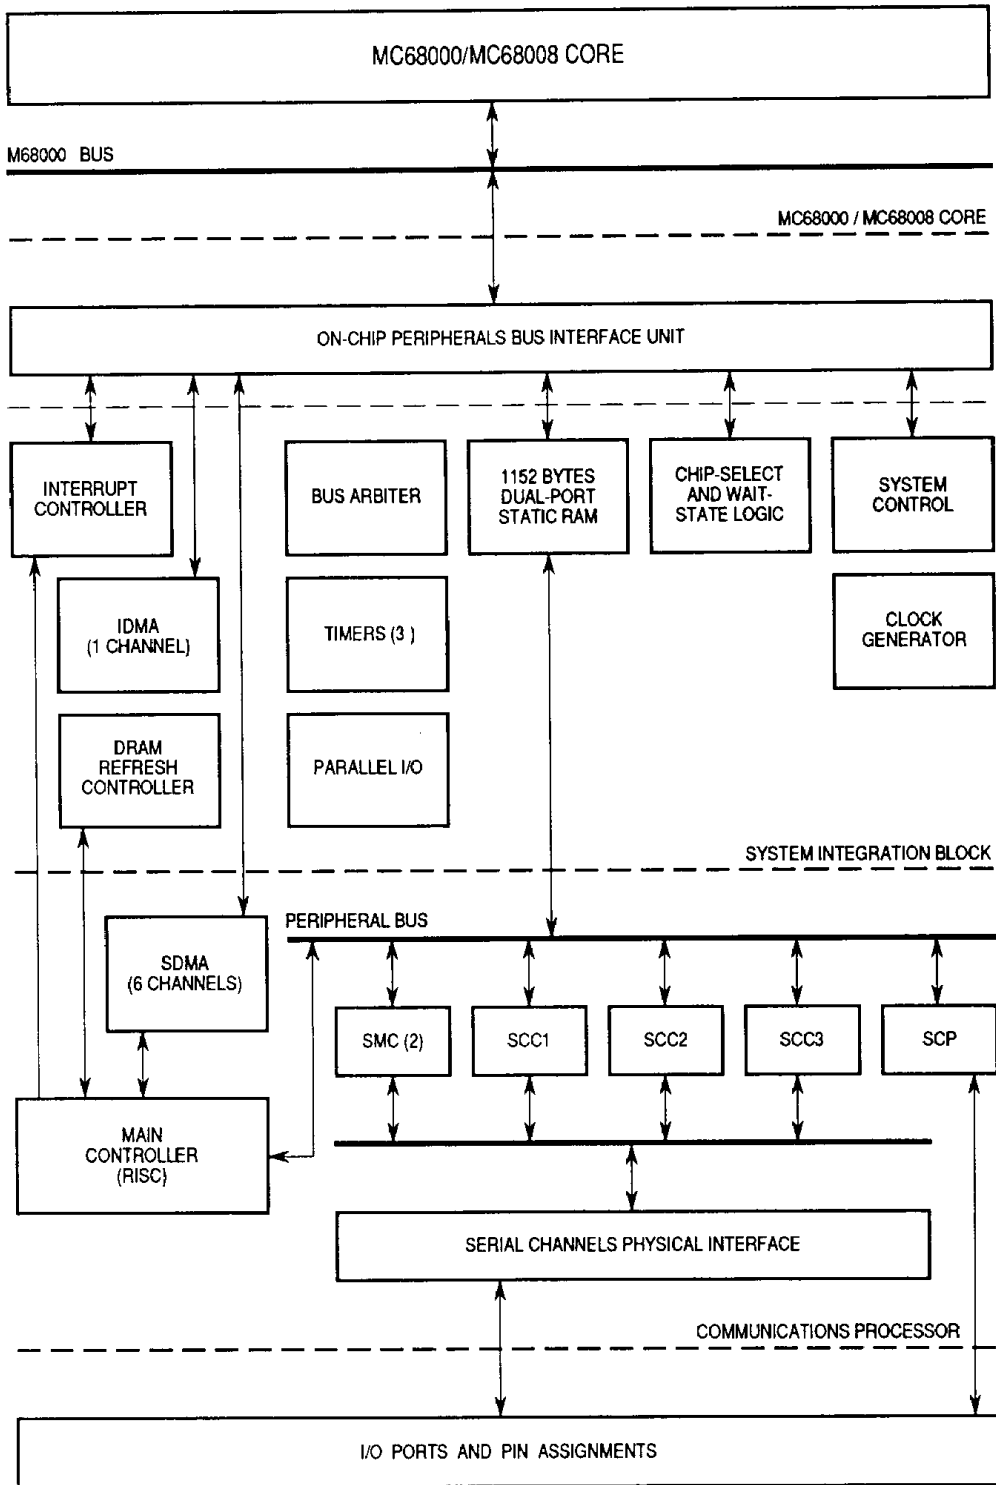 MC68000/MC68008 CORE
M68000 BUS
MC68000 / MC68008 CORE
ON-CHIP PERIPHERALS BUS INTERFACE UNIT
INTERRUPT
CONTROLLER
BUS ARBITER
1152 BYTES
DUAL-PORT
STATIC RAM
CHIP-SELECT
AND WAIT-
STATE LOGIC
SYSTEM
CONTROL
IDMA
(1 CHANNEL)
TIMERS (3 )
CLOCK
GENERATOR
DRAM
REFRESH
CONTROLLER
PARALLEL I/O
SYSTEM INTEGRATION BLOCK
PERIPHERAL BUS
SDMA
(6 CHANNELS)
SMC (2)
SCC1
SCC2
SCC3
SCP
MAIN
CONTROLLER
(RISC)
SERIAL CHANNELS PHYSICAL INTERFACE
COMMUNICATIONS PROCESSOR
I/O PORTS AND PIN ASSIGNMENTS